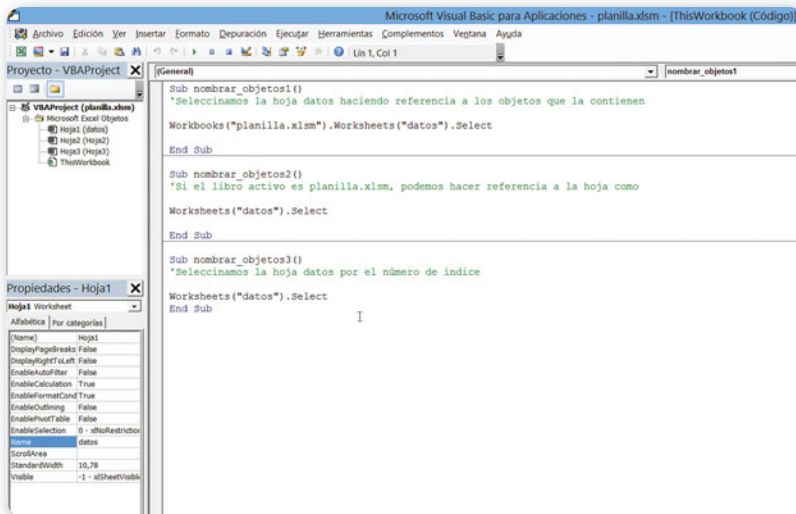 Microsoft Visual Basic para Aplicaciones - planilla.xlsm - [ThisWorkbook (Código)]
Archivo Edición Ver Insertar Formato Depuración Ejecutar Herramientas Complementos Ventana Ayuda
Lín 1, Col 1
Proyecto - VBAProject
VBAProject (planilla.xlsm)
Microsoft Excel Objetos
Hoja1 (datos)
Hoja2 (Hoja2)
Hoja3 (Hoja3)
ThisWorkbook
Propiedades - Hoja1
Hoja1 Worksheet
Alfabética Por categorías
(Name) Hoja1
DisplayPageBreaks False
DisplayRightToLeft False
EnableAutoFilter False
EnableCalculation True
EnableFormatCond True
EnableOutlining False
EnablePivotTable False
EnableSelection 0 - xlNoRestriction
Name datos
ScrollArea
StandardWidth 10,78
Visible -1 - xlSheetVisible
(General) nombrar_objetos1
Sub nombrar_objetos1()
'Seleccinamos la hoja datos haciendo referencia a los objetos que la contienen
Workbooks("planilla.xlsm").Worksheets("datos").Select
End Sub
Sub nombrar_objetos2()
'Si el libro activo es planilla.xlsm, podemos hacer referencia a la hoja como
Worksheets("datos").Select
End Sub
Sub nombrar_objetos3()
'Seleccinamos la hoja datos por el número de indice
Worksheets("datos").Select
End Sub